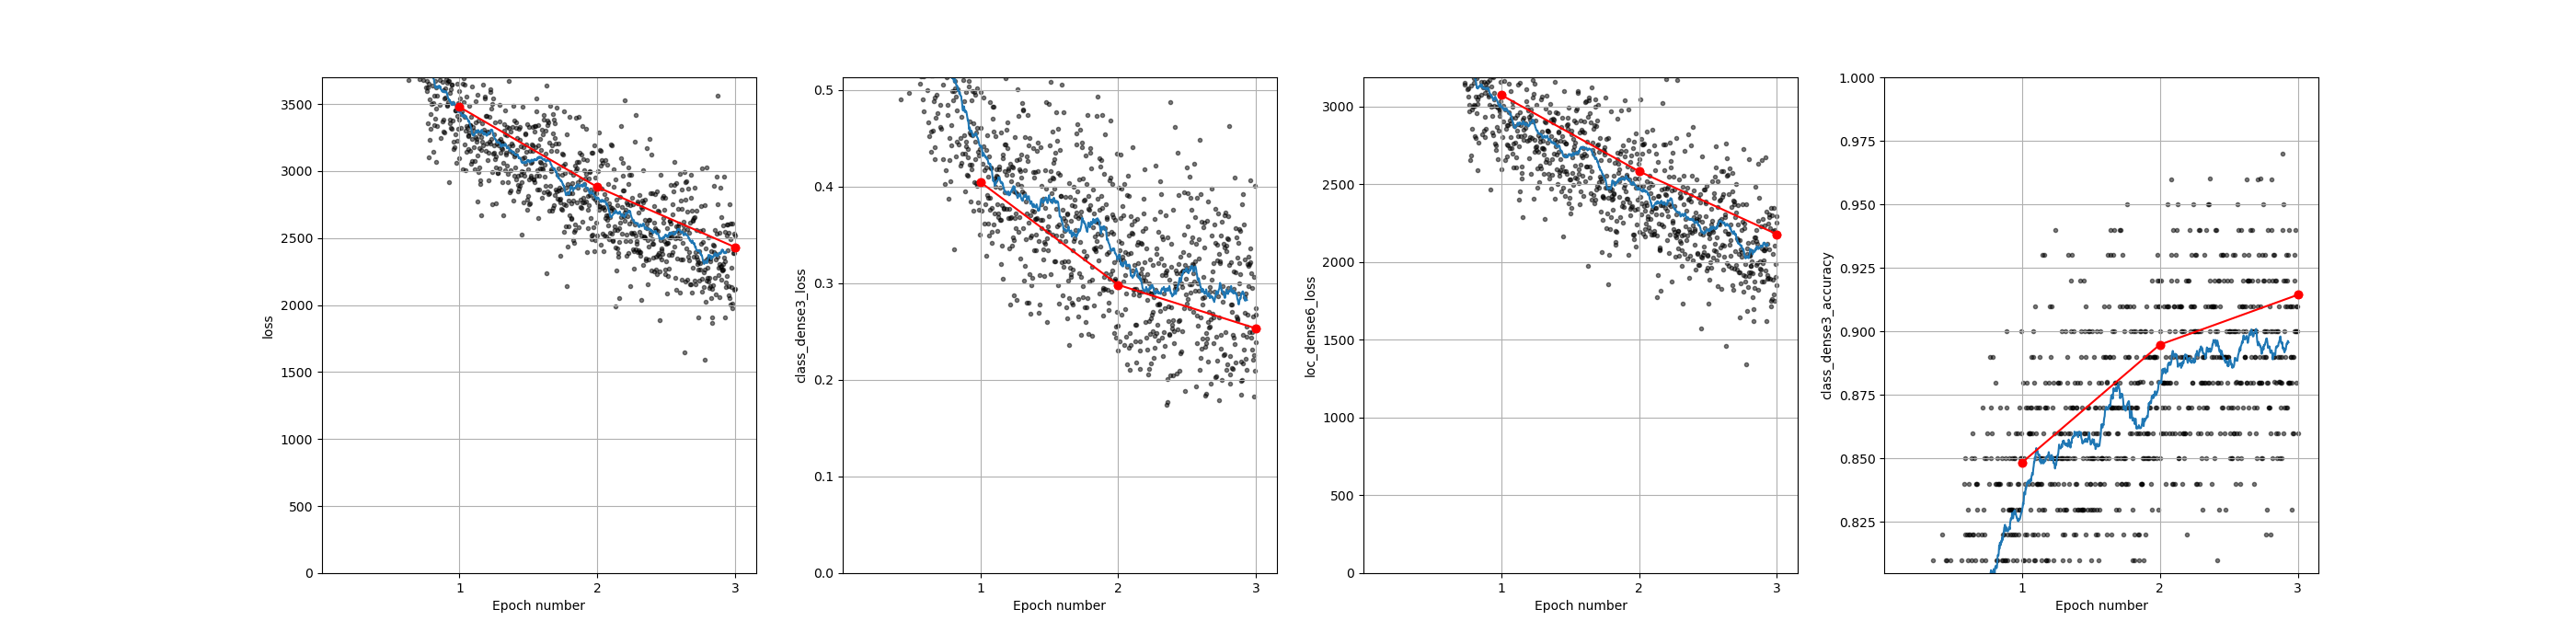 loss
3500
3000
2500
2000
1500
1000
500
0
1 2 3
Epoch number
class_dense3_loss
0.5
0.4
0.3
0.2
0.1
0.0
1 2 3
Epoch number
loc_dense6_loss
3000
2500
2000
1500
1000
500
0
1 2 3
Epoch number
class_dense3_accuracy
1.000
0.975
0.950
0.925
0.900
0.875
0.850
0.825
1 2 3
Epoch number